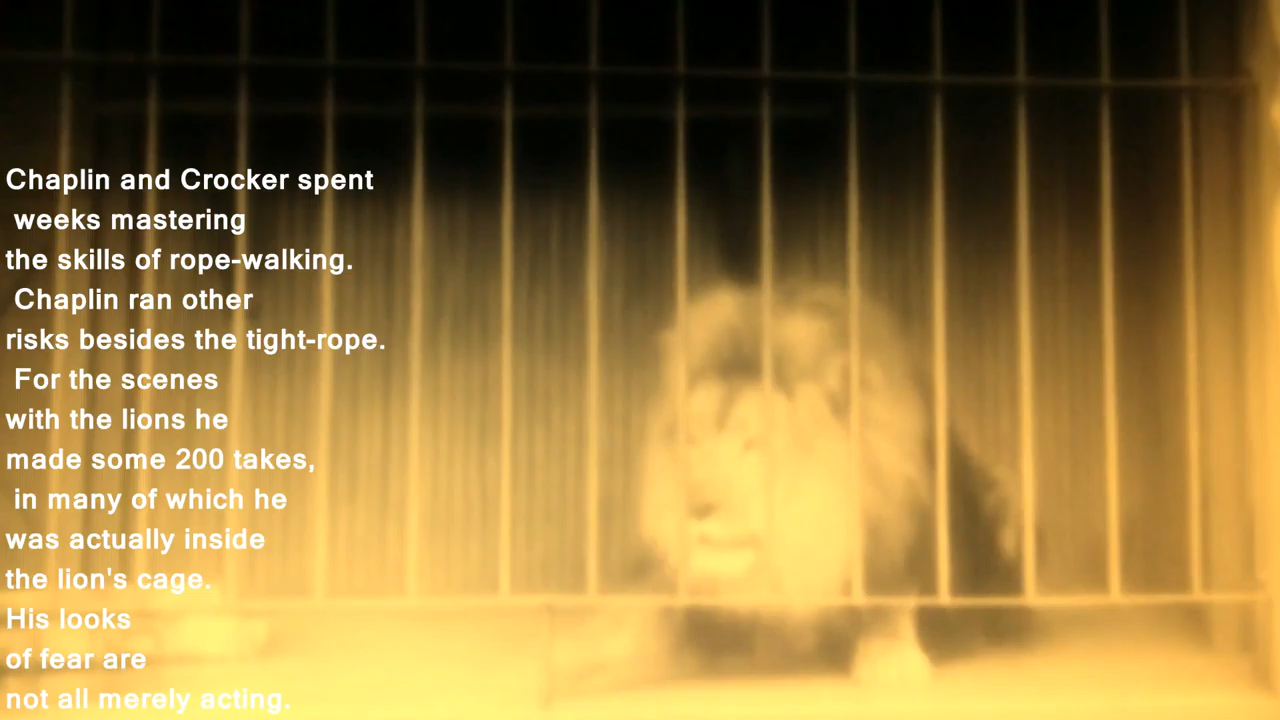 Chaplin and Crocker spent
weeks mastering
the skills of rope-walking.
Chaplin ran other
risks besides the tight-rope.
For the scenes
with the lions he
made some 200 takes,
in many of which he
was actually inside
the lion's cage.
His looks
of fear are
not all merely acting.